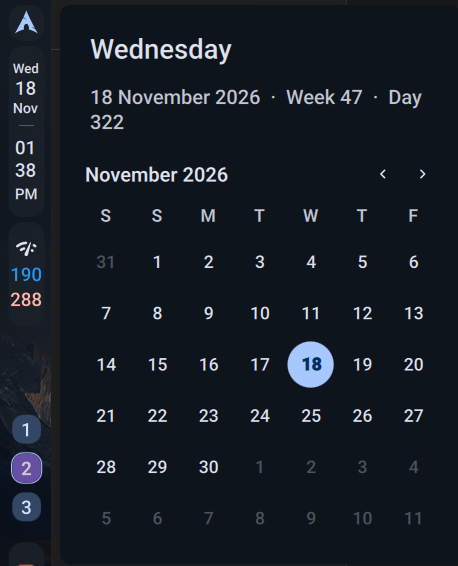 Wed
18
Nov
01
38
PM
190
288
1
2
3
Wednesday
18 November 2026 · Week 47 · Day
322
November 2026
S S M T W T F
31 1 2 3 4 5 6
7 8 9 10 11 12 13
14 15 16 17 18 19 20
21 22 23 24 25 26 27
28 29 30 1 2 3 4
5 6 7 8 9 10 11